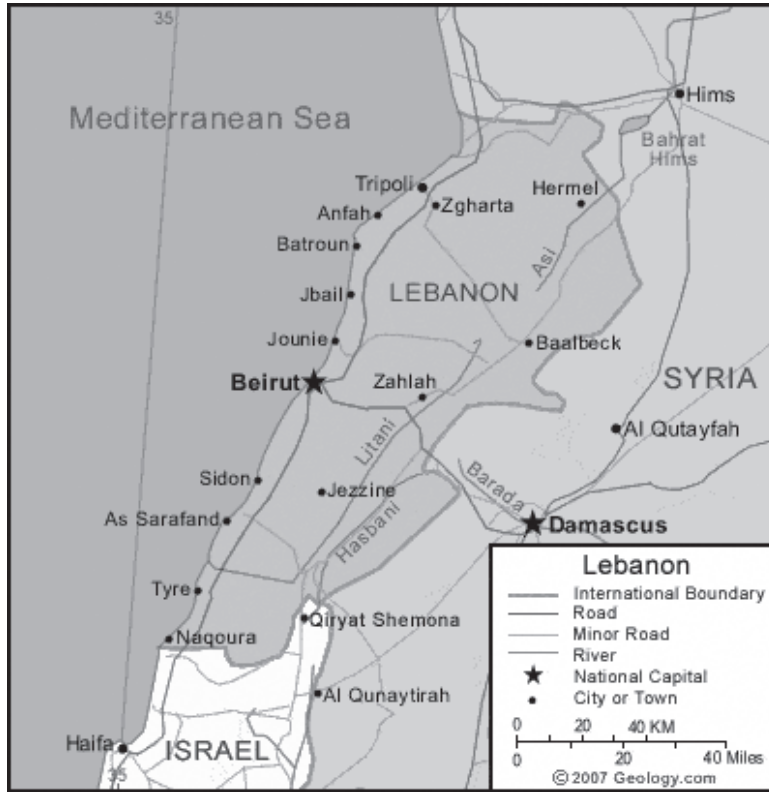 35
Mediterranean Sea
Hims
Bahrat
Hims
Tripoli
Zgharta
Hermel
Anfah
Batroun
Asi
Jbail
LEBANON
Jounie
Baalbeck
Beirut
Zahlah
SYRIA
Al Qutayfah
Litani
Barada
Sidon
Jezzine
As Sarafand
Hasbani
Damascus
Tyre
Qiryat Shemona
Naqoura
Al Qunaytirah
Haifa
ISRAEL
35
Lebanon
International Boundary
Road
Minor Road
River
National Capital
City or Town
0 20 40 KM
0 20 40 Miles
© 2007 Geology.com